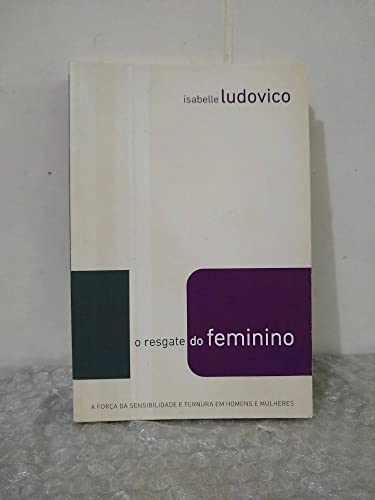 isabelle ludovico
o resgate do feminino
A FORÇA DA SENSIBILIDADE E TERNURA EM HOMENS E MULHERES